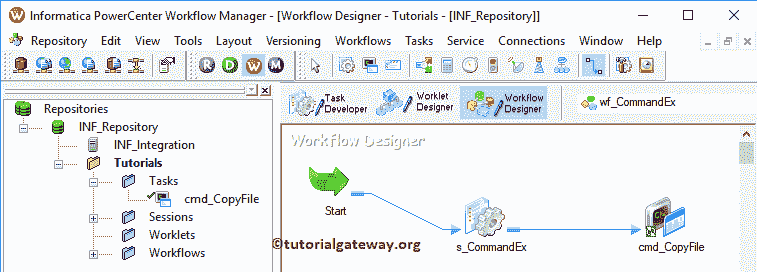 Informatica PowerCenter Workflow Manager - [Workflow Designer - Tutorials - [INF_Repository]]
Repository Edit View Tools Layout Versioning Workflows Tasks Service Connections Window Help
R D W M
Repositories
INF_Repository
INF_Integration
Tutorials
Tasks
cmd_CopyFile
Sessions
Worklets
Workflows
Task Developer
Worklet Designer
Workflow Designer
wf_CommandEx
Workflow Designer
Start
s_CommandEx
cmd_CopyFile
©tutorialgateway.org